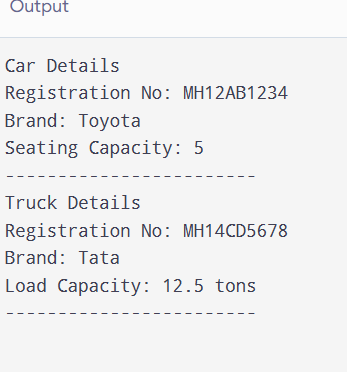 Output
Car Details
Registration No: MH12AB1234
Brand: Toyota
Seating Capacity: 5
------------------------
Truck Details
Registration No: MH14CD5678
Brand: Tata
Load Capacity: 12.5 tons
------------------------